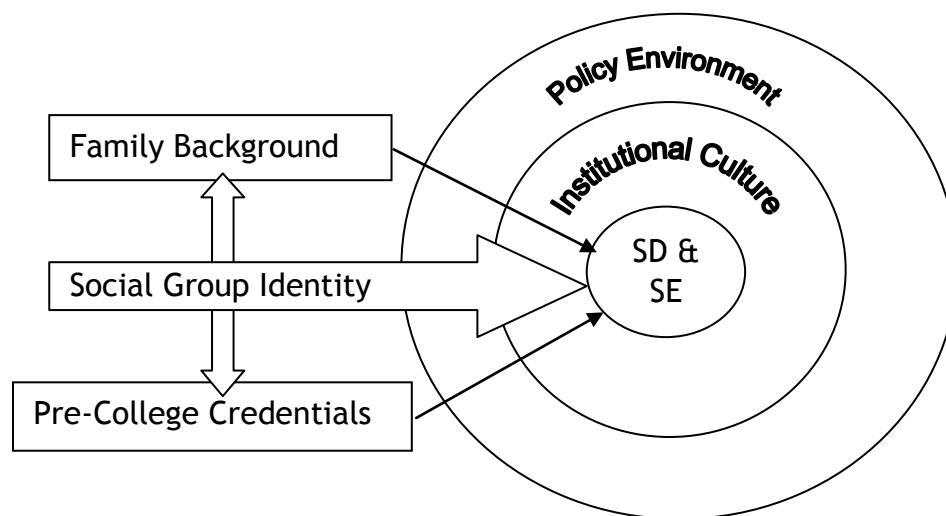 Policy Environment
Institutional Culture
Family Background
SD &
SE
Social Group Identity
Pre-College Credentials